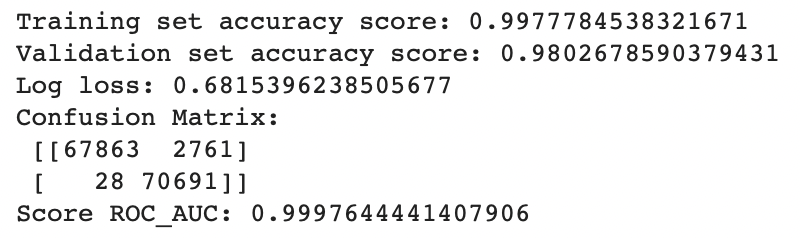 Training set accuracy score: 0.9977784538321671
Validation set accuracy score: 0.9802678590379431
Log loss: 0.6815396238505677
Confusion Matrix:
[[67863  2761]
[   28 70691]]
Score ROC_AUC: 0.9997644441407906